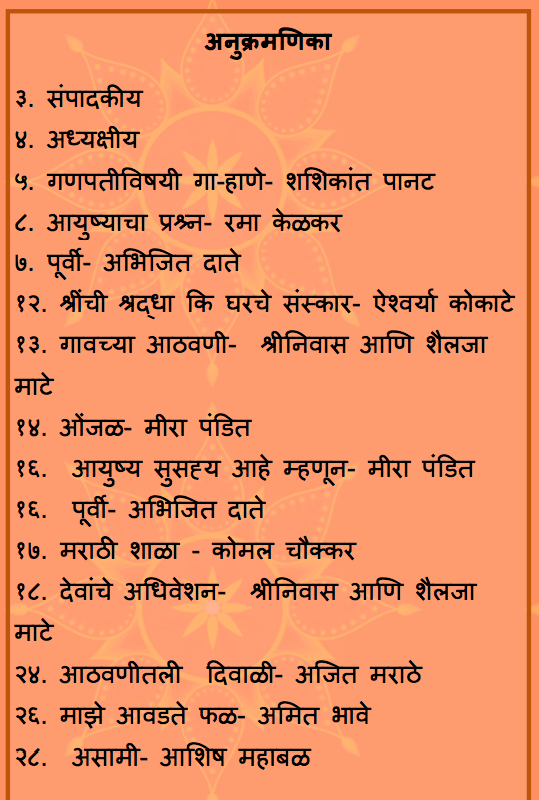 अनुक्रमणिका
३. संपादकीय
४. अध्यक्षीय
५. गणपतीविषयी गा-हाणे- शशिकांत पानट
८. आयुष्याचा प्रश्न- रमा केळकर
७. पूर्वी- अभिजित दाते
१२. श्रींची श्रद्धा कि घरचे संस्कार- ऐश्वर्या कोकाटे
१३. गावच्या आठवणी- श्रीनिवास आणि शैलजा
माटे
१४. ओंजळ- मीरा पंडित
१६. आयुष्य सुसह्य आहे म्हणून- मीरा पंडित
१६. पूर्वी- अभिजित दाते
१७. मराठी शाळा - कोमल चौक्कर
१८. देवांचे अधिवेशन- श्रीनिवास आणि शैलजा
माटे
२४. आठवणीतली दिवाळी- अजित मराठे
२६. माझे आवडते फळ- अमित भावे
२८. असामी- आशिष महाबळ